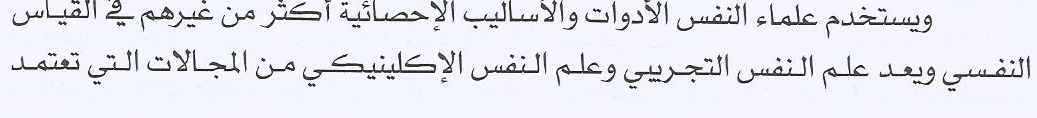 ويستخدم علماء النفس الأدوات والأساليب الإحصائية أكثر من غيرهم في القياس
النفسي ويعد علم النفس التجريبي وعلم النفس الإكلينيكي من المجالات التي تعتمد